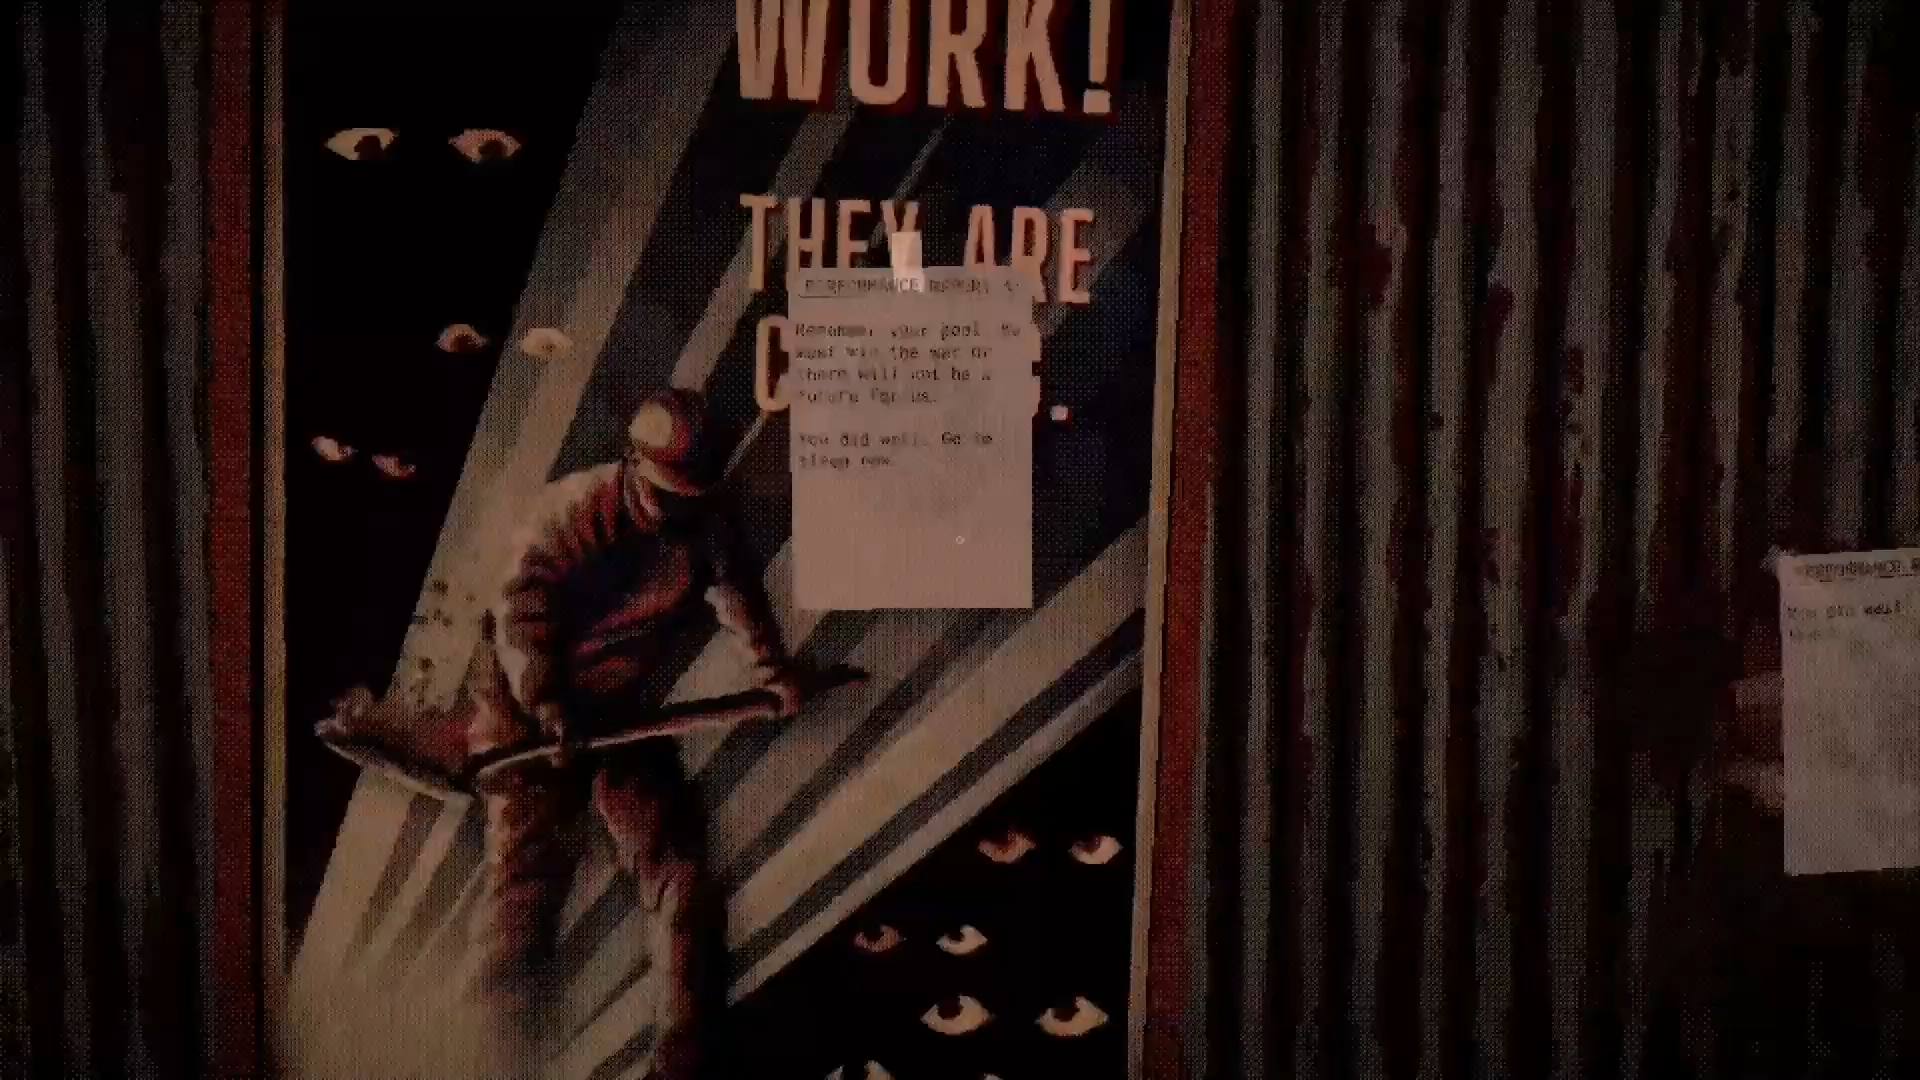 WORK!
THEY ARE
PERFORMANCE REPORT
Remember your goal. We
must win the war or
there will not be a
future for us.
You did well. Go to
sleep now.
PERFORMANCE
You did well.